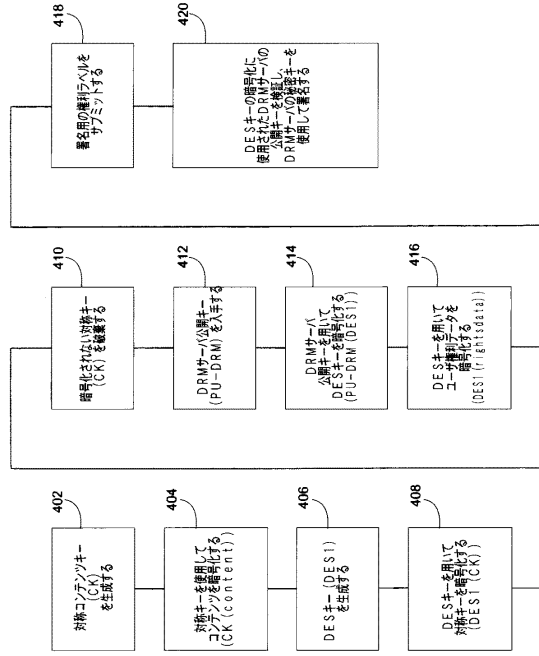 402
対称コンテンツキー
(CK)
を生成する
404
対称キーを使用して
コンテンツを暗号化する
(CK(content))
406
DESキー(DES1)
を生成する
408
DESキーを用いて
対称キーを暗号化する
(DES1(CK))
410
暗号化されない対称キー
(CK)を破棄する
412
DRMサーバ公開キー
(PU-DRM)を入手する
414
DRMサーバー
公開キーを用いて
DESキーを暗号化する
(PU-DRM(DES1))
416
DESキーを用いて
ユーザ権利データを
暗号化する
(DES1(rightsdata))
418
署名用の権利ラベルを
サブミットする
420
DESキーの暗号化に
使用されたDRMサーバの
公開キーを検証し、
DRMサーバの秘密キーを
使用して署名する